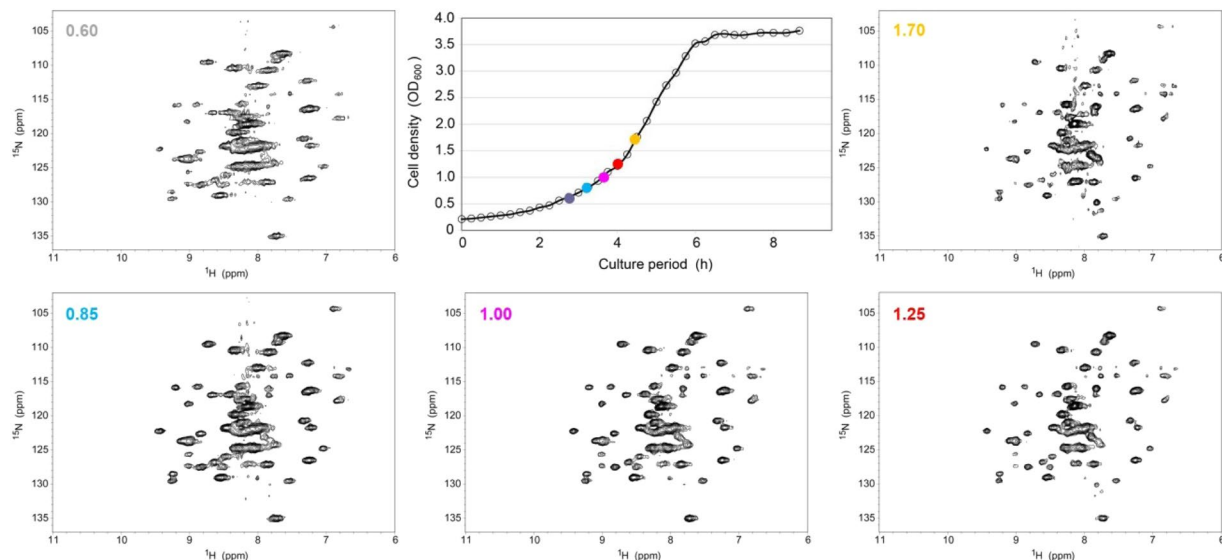 0.60
105
110
115
120
125
130
135
¹⁵N (ppm)
11 10 9 8 7 6
¹H (ppm)
4.0
3.5
3.0
2.5
2.0
1.5
1.0
0.5
0.0
Cell density (OD₆₀₀)
0 2 4 6 8
Culture period (h)
1.70
105
110
115
120
125
130
135
¹⁵N (ppm)
11 10 9 8 7 6
¹H (ppm)
0.85
105
110
115
120
125
130
135
¹⁵N (ppm)
11 10 9 8 7 6
¹H (ppm)
1.00
105
110
115
120
125
130
135
¹⁵N (ppm)
11 10 9 8 7 6
¹H (ppm)
1.25
105
110
115
120
125
130
135
¹⁵N (ppm)
11 10 9 8 7 6
¹H (ppm)